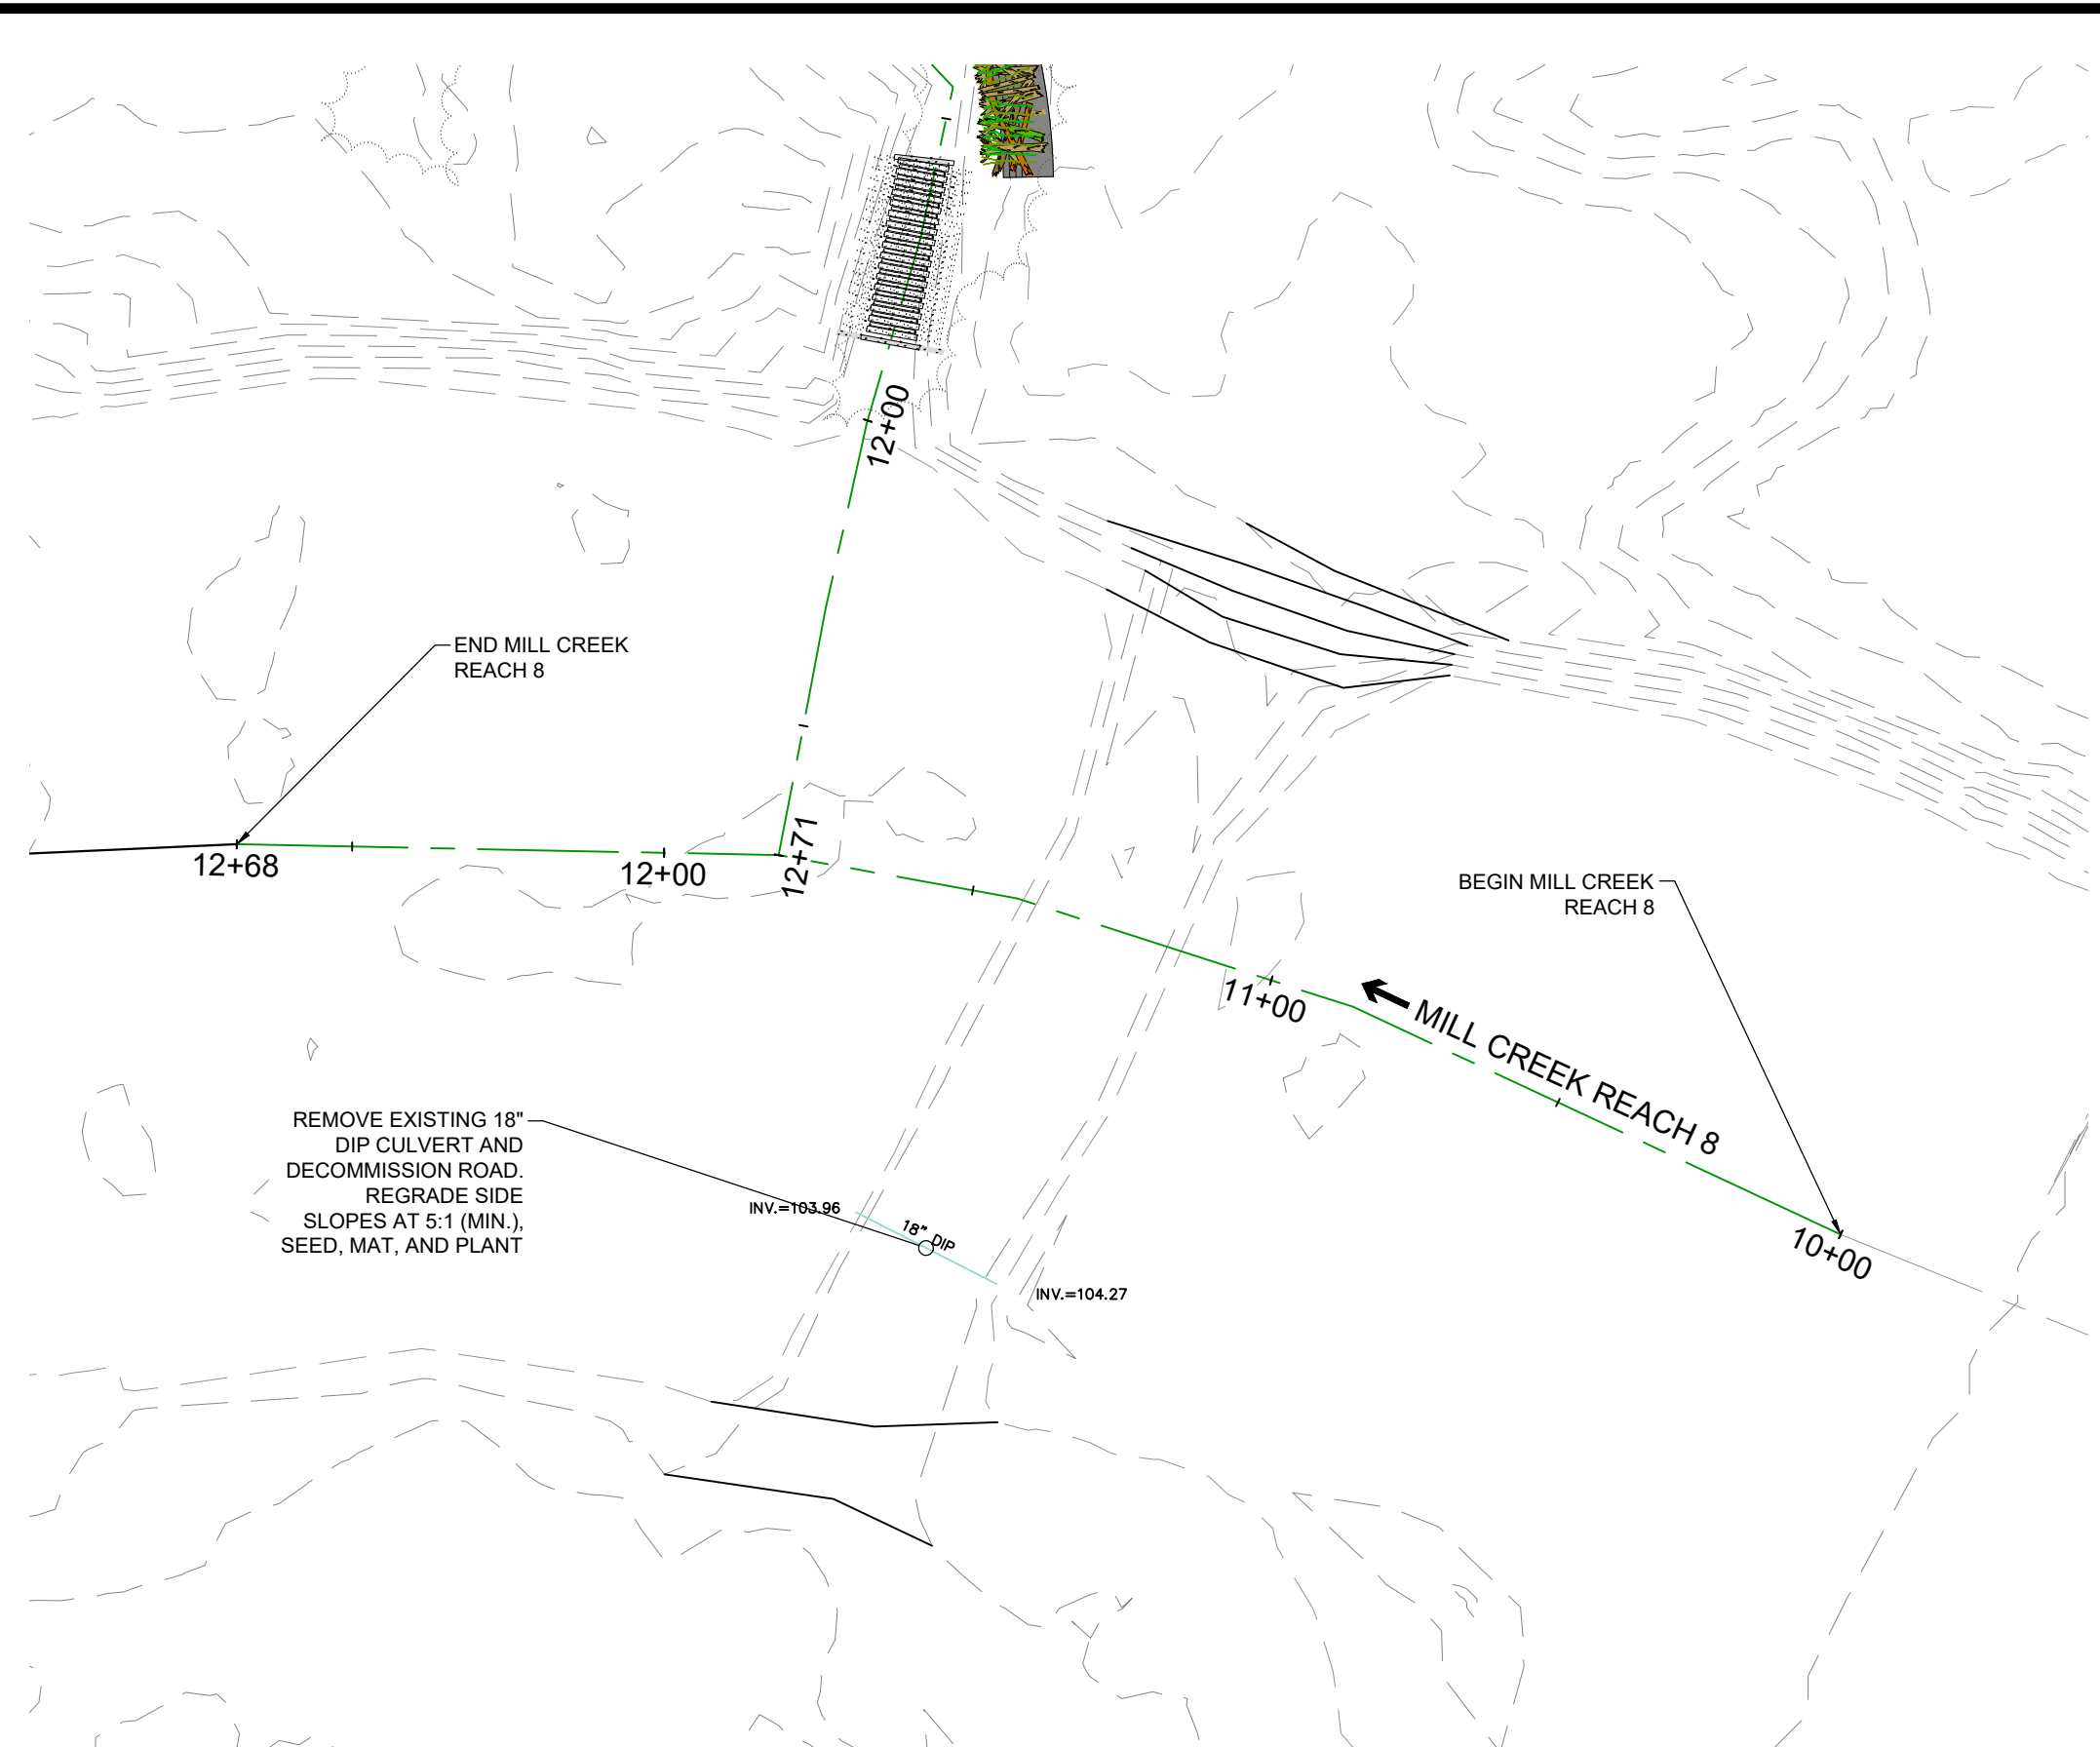 12+00
END MILL CREEK
REACH 8
12+68
12+00
12+71
BEGIN MILL CREEK
REACH 8
11+00
MILL CREEK REACH 8
10+00
REMOVE EXISTING 18"
DIP CULVERT AND
DECOMMISSION ROAD.
REGRADE SIDE
SLOPES AT 5:1 (MIN.),
SEED, MAT, AND PLANT
INV.=103.96
18" DIP
INV.=104.27